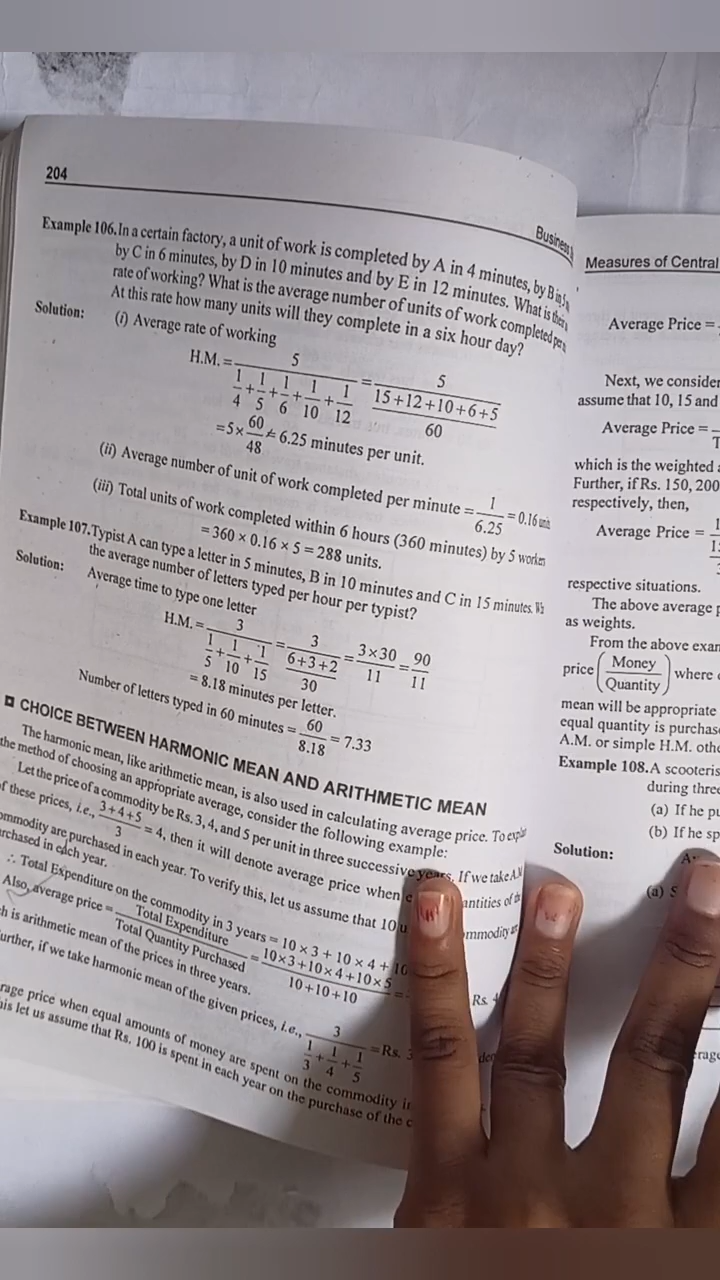 204
Business
Example 106. In a certain factory, a unit of work is completed by A in 4 minutes, by B in 5
by C in 6 minutes, by D in 10 minutes and by E in 12 minutes. What is their
rate of working? What is the average number of units of work completed per
At this rate how many units will they complete in a six hour day?
Solution: (i) Average rate of working
H.M. = 5 / (1/4 + 1/5 + 1/6 + 1/10 + 1/12) = 5 / ((15+12+10+6+5)/60)
= 5 × 60/48 = 6.25 minutes per unit.
(ii) Average number of unit of work completed per minute = 1/6.25 = 0.16 unit
(iii) Total units of work completed within 6 hours (360 minutes) by 5 workers
= 360 × 0.16 × 5 = 288 units.
Example 107. Typist A can type a letter in 5 minutes, B in 10 minutes and C in 15 minutes.
the average number of letters typed per hour per typist?
Solution: Average time to type one letter
H.M. = 3 / (1/5 + 1/10 + 1/15) = 3 / ((6+3+2)/30) = 3×30/11 = 90/11
= 8.18 minutes per letter.
Number of letters typed in 60 minutes = 60/8.18 = 7.33
CHOICE BETWEEN HARMONIC MEAN AND ARITHMETIC MEAN
The harmonic mean, like arithmetic mean, is also used in calculating average price. To explain
the method of choosing an appropriate average, consider the following example:
Let the price of a commodity be Rs. 3, 4, and 5 per unit in three successive years. If we take A.M.
of these prices, i.e., (3+4+5)/3 = 4, then it will denote average price when antities of the
ommodity are purchased in each year. To verify this, let us assume that 10 u ommodity are
rchased in each year.
∴ Total Expenditure on the commodity in 3 years = 10 × 3 + 10 × 4 + 10
Also, average price = Total Expenditure / Total Quantity Purchased = (10×3+10×4+10×5) / (10+10+10) = Rs. 4
ch is arithmetic mean of the prices in three years.
urther, if we take harmonic mean of the given prices, i.e., 3 / (1/3 + 1/4 + 1/5) = Rs. 3
rage price when equal amounts of money are spent on the commodity in
his let us assume that Rs. 100 is spent in each year on the purchase of the c
Measures of Central
Average Price =
Next, we consider
assume that 10, 15 and
Average Price =
which is the weighted a
Further, if Rs. 150, 200
respectively, then,
Average Price =
respective situations.
The above average p
as weights.
From the above exam
price (Money/Quantity) where
mean will be appropriate
equal quantity is purchase
A.M. or simple H.M. othe
Example 108. A scooteris
during three
(a) If he pu
(b) If he sp
Solution:
(a) S
erage